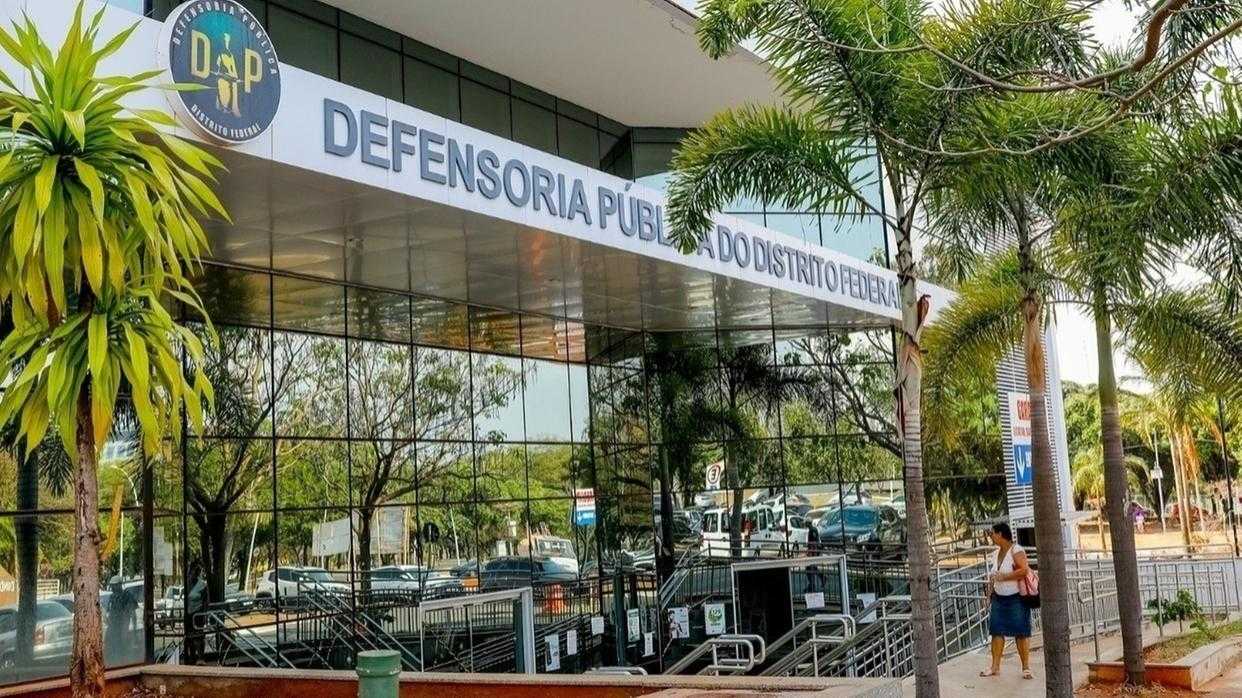 DEFENSORIA PÚBLICA
DP
DISTRITO FEDERAL
DEFENSORIA PÚBLICA DO DISTRITO FEDERAL